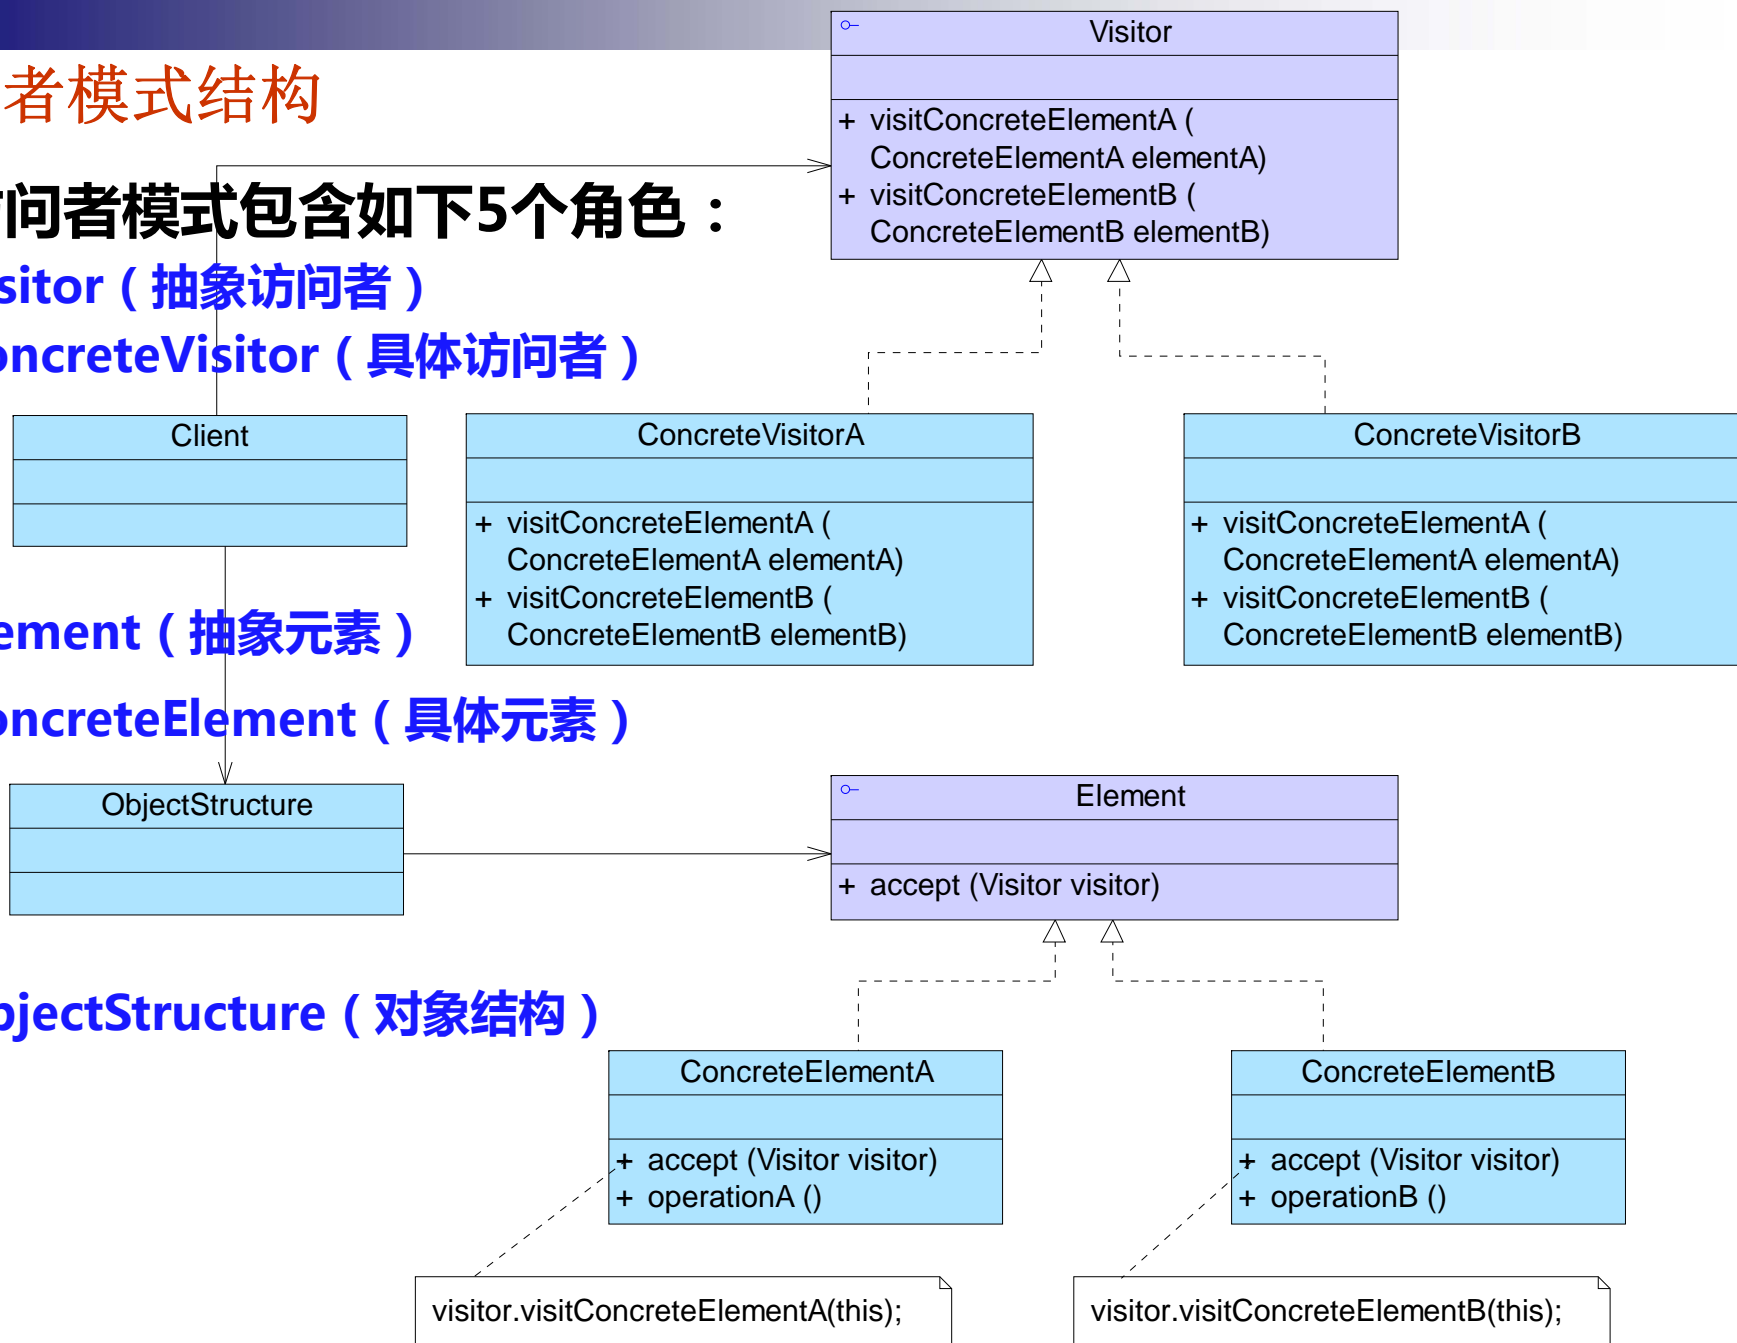 Visitor
者模式结构
+ visitConcreteElementA (
ConcreteElementA elementA)
+ visitConcreteElementB (
ConcreteElementB elementB)
问者模式包含如下5个角色：
sitor（抽象访问者）
oncreteVisitor（具体访问者）
Client
ConcreteVisitorA
+ visitConcreteElementA (
ConcreteElementA elementA)
+ visitConcreteElementB (
ConcreteElementB elementB)
ConcreteVisitorB
+ visitConcreteElementA (
ConcreteElementA elementA)
+ visitConcreteElementB (
ConcreteElementB elementB)
ement（抽象元素）
oncreteElement（具体元素）
ObjectStructure
Element
+ accept (Visitor visitor)
bjectStructure（对象结构）
ConcreteElementA
+ accept (Visitor visitor)
+ operationA ()
ConcreteElementB
+ accept (Visitor visitor)
+ operationB ()
visitor.visitConcreteElementA(this);
visitor.visitConcreteElementB(this);